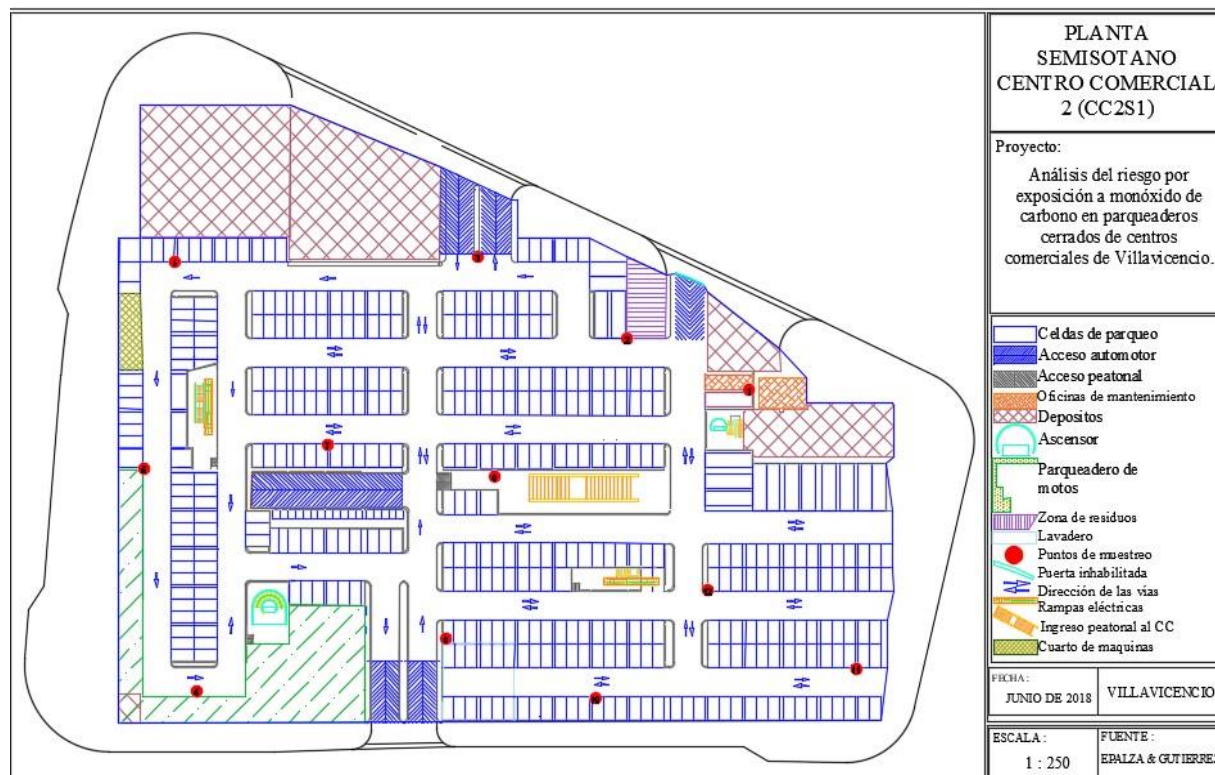 PLANTA
SEMISOTANO
CENTRO COMERCIAL
2 (CC2S1)
Proyecto:
Análisis del riesgo por
exposición a monóxido de
carbono en parqueaderos
cerrados de centros
comerciales de Villavicencio.
Celdas de parqueo
Acceso automotor
Acceso peatonal
Oficinas de mantenimiento
Depositos
Ascensor
Parqueadero de
motos
Zona de residuos
Lavadero
Puntos de muestreo
Puerta inhabilitada
Dirección de las vías
Rampas eléctricas
Ingreso peatonal al CC
Cuarto de maquinas
FECHA:
JUNIO DE 2018
VILLAVICENCIO
ESCALA:
1 : 250
FUENTE:
EPALZA & GUTIERREZ